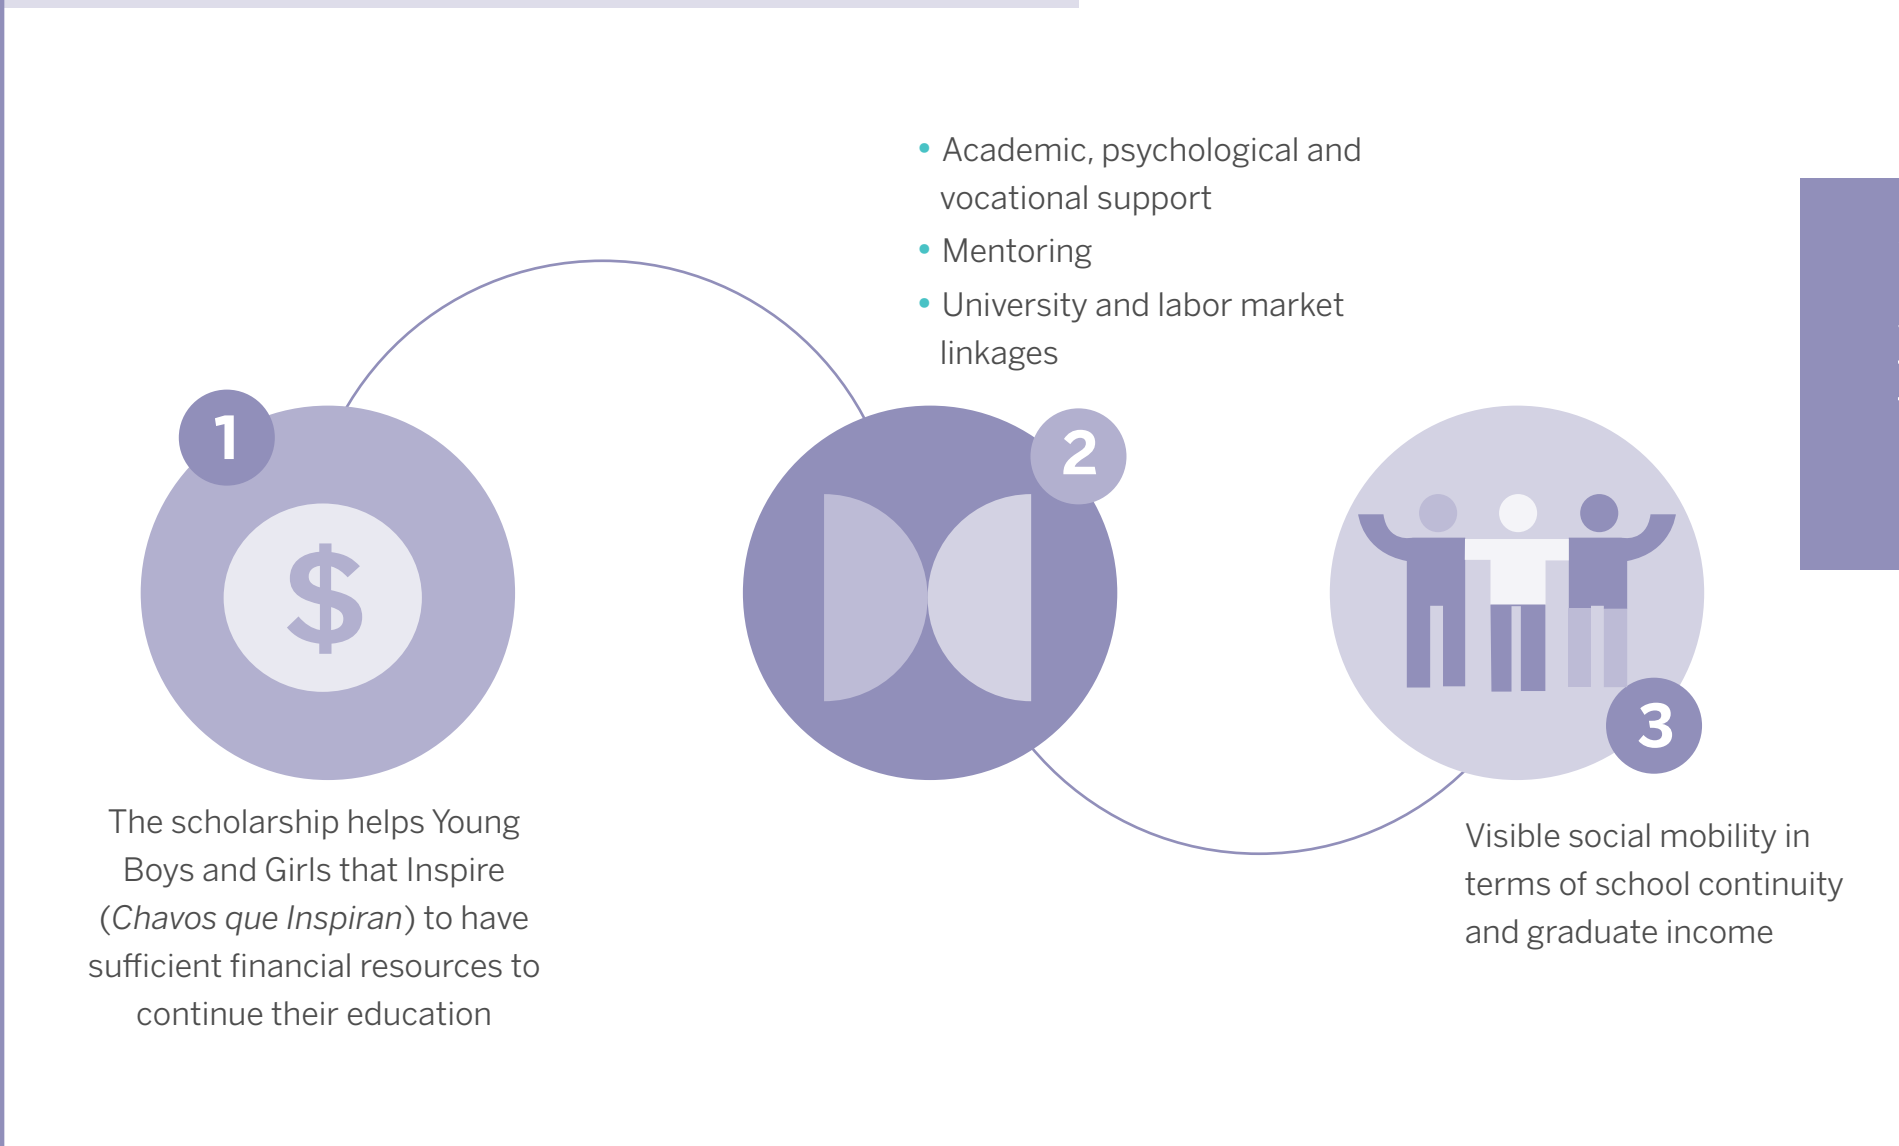 • Academic, psychological and
vocational support
• Mentoring
• University and labor market
linkages
1
2
$
3
The scholarship helps Young
Boys and Girls that Inspire
(Chavos que Inspiran) to have
sufficient financial resources to
continue their education
Visible social mobility in
terms of school continuity
and graduate income